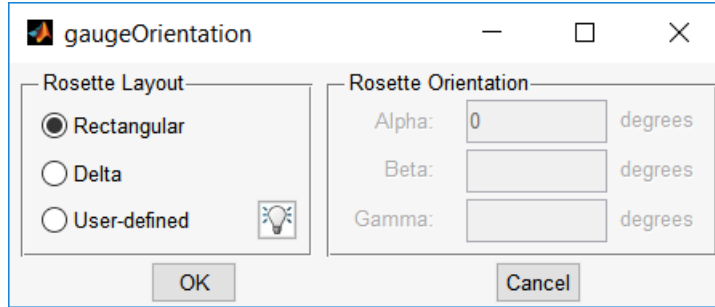 gaugeOrientation
Rosette Layout
Rectangular
Delta
User-defined
Rosette Orientation
Alpha: 0 degrees
Beta: degrees
Gamma: degrees
OK
Cancel